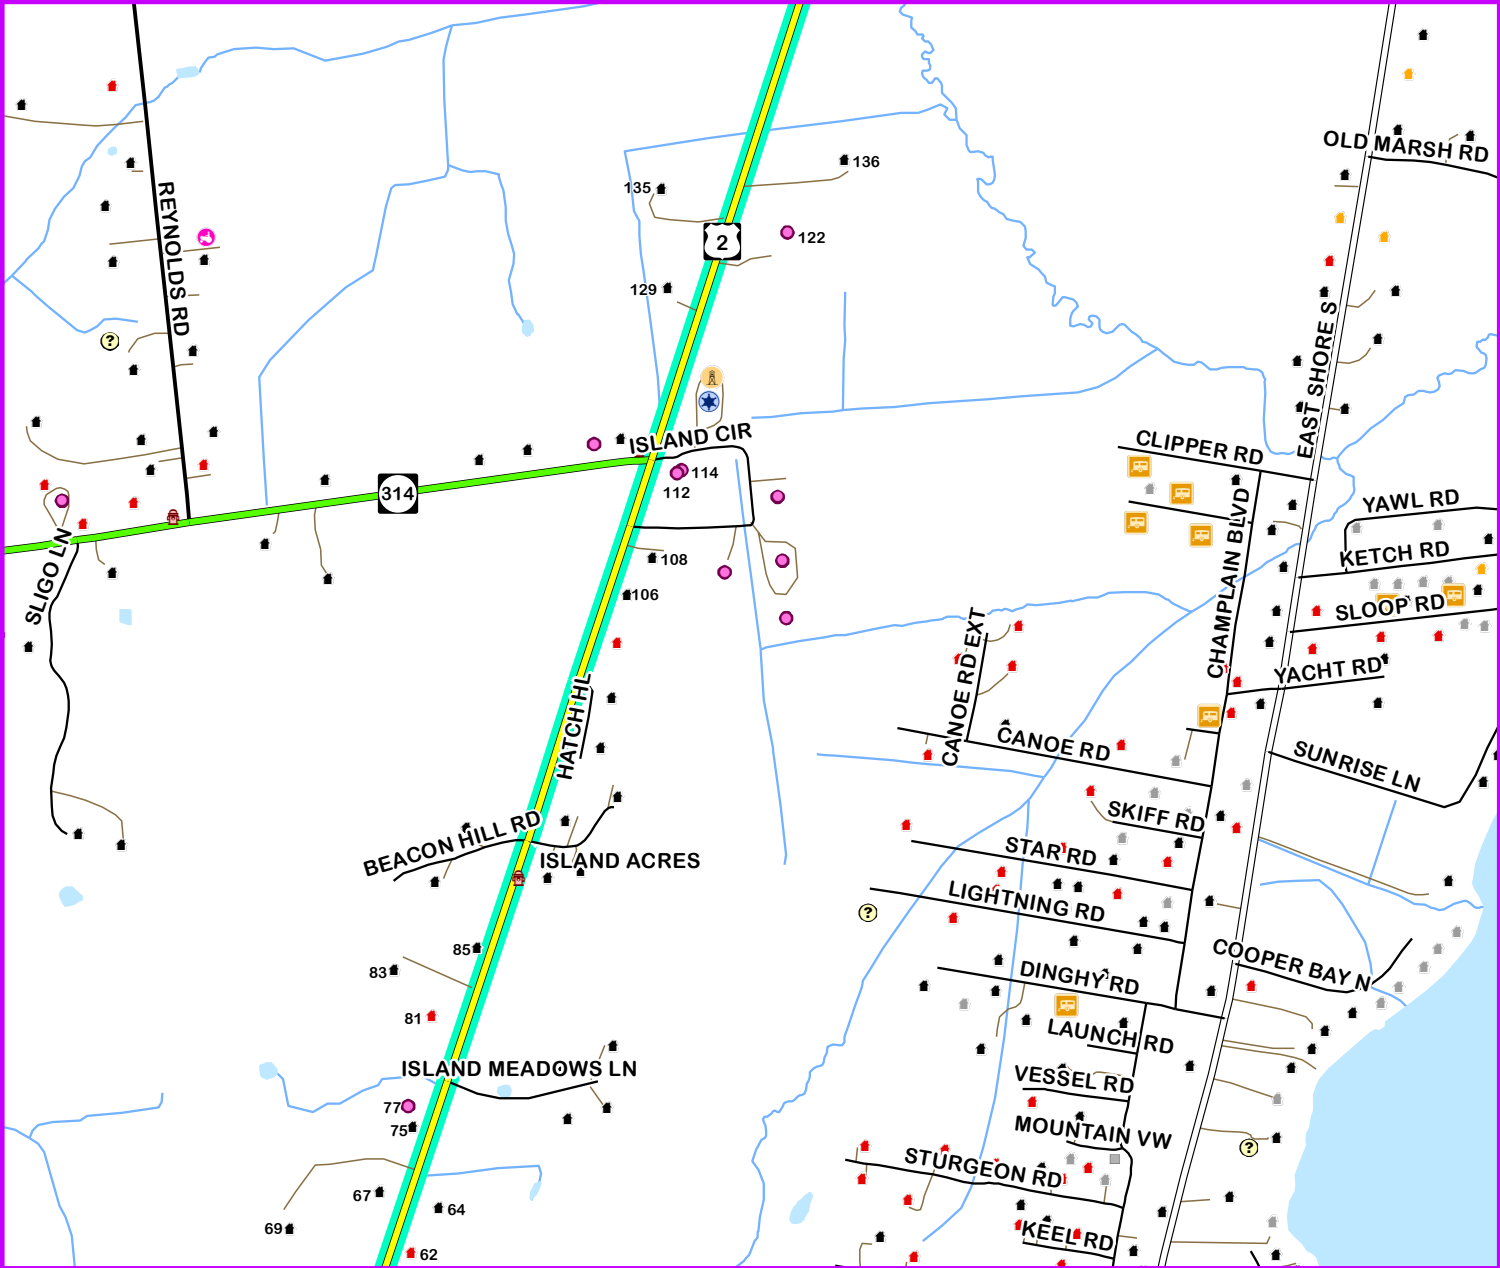 OLD MARSH RD
136
135
REYNOLDS RD
2
122
129
?
EAST SHORE S
ISLAND CIR
CLIPPER RD
114
112
314
YAWL RD
CHAMPLAIN BLVD
SLIGO LN
KETCH RD
108
106
SLOOP RD
CANOE RD EXT
YACHT RD
HATCH HL
CANOE RD
SUNRISE LN
SKIFF RD
BEACON HILL RD
STAR RD
ISLAND ACRES
LIGHTNING RD
?
85
COOPER BAY N
83
DINGHY RD
81
LAUNCH RD
ISLAND MEADOWS LN
VESSEL RD
77
75
MOUNTAIN VW
?
STURGEON RD
67
64
69
KEEL RD
62